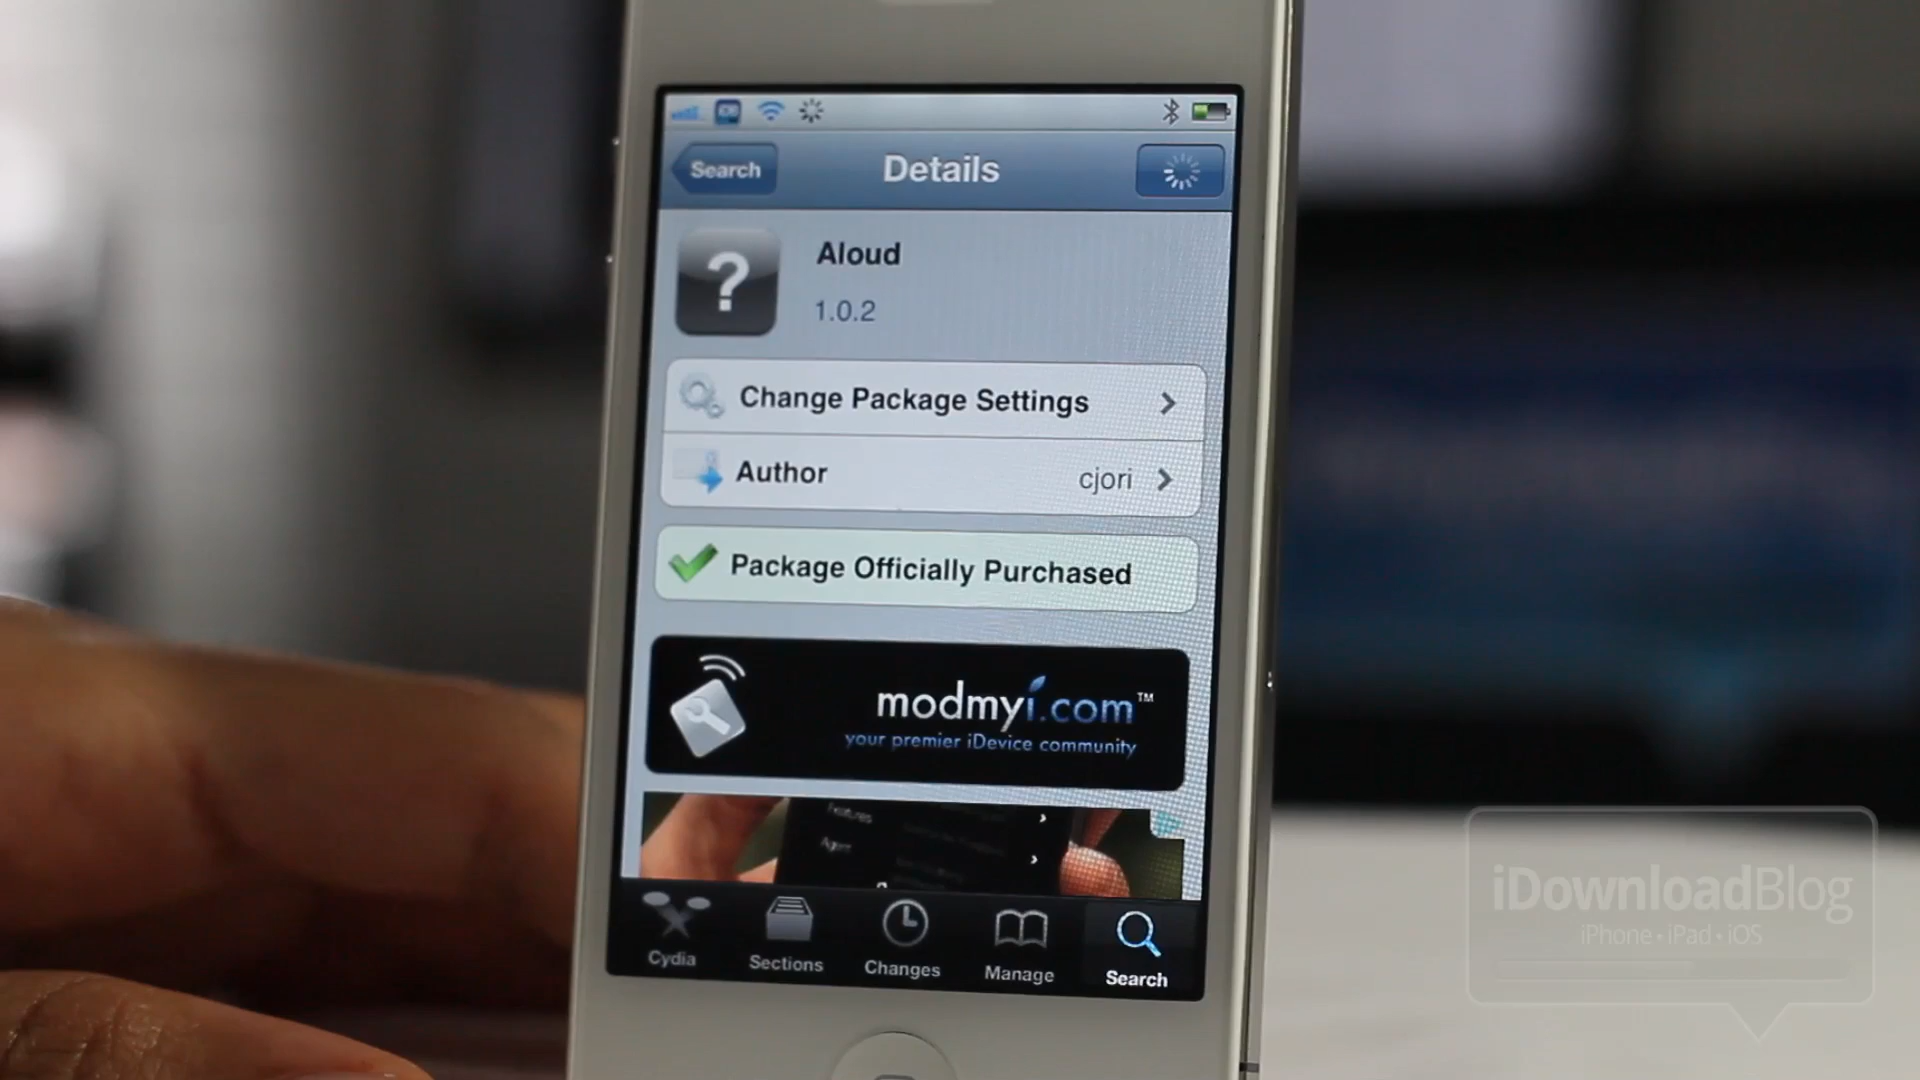 Search
Details
Aloud
1.0.2
Change Package Settings
Author
cjori
Package Officially Purchased
modmyi.com™
your premier iDevice community
Features
Cydia
Sections
Changes
Manage
Search
iDownloadBlog
iPhone • iPad • iOS